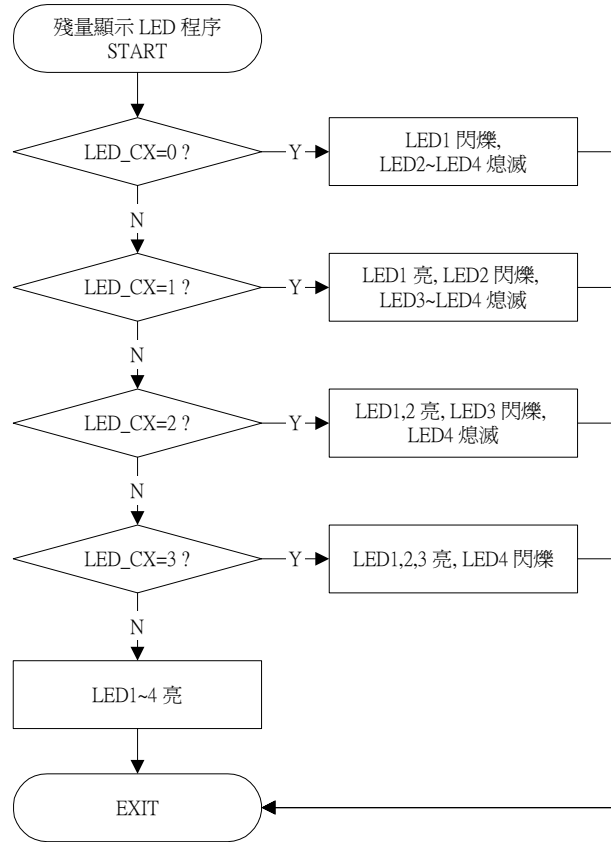 殘量顯示 LED 程序
START
LED_CX=0 ?
Y
LED1 閃爍,
LED2~LED4 熄滅
N
LED_CX=1 ?
Y
LED1 亮, LED2 閃爍,
LED3~LED4 熄滅
N
LED_CX=2 ?
Y
LED1,2 亮, LED3 閃爍,
LED4 熄滅
N
LED_CX=3 ?
Y
LED1,2,3 亮, LED4 閃爍
N
LED1~4 亮
EXIT